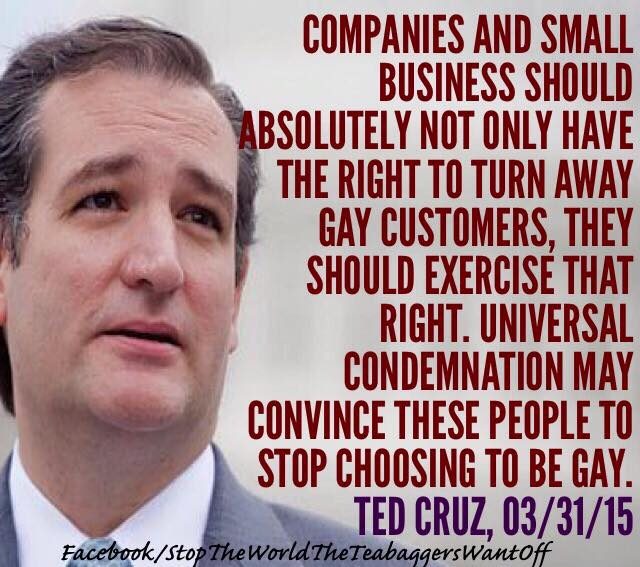 COMPANIES AND SMALL
BUSINESS SHOULD
ABSOLUTELY NOT ONLY HAVE
THE RIGHT TO TURN AWAY
GAY CUSTOMERS, THEY
SHOULD EXERCISE THAT
RIGHT. UNIVERSAL
CONDEMNATION MAY
CONVINCE THESE PEOPLE TO
STOP CHOOSING TO BE GAY.
TED CRUZ, 03/31/15
Facebook/StopTheWorldTheTeabaggersWantOff